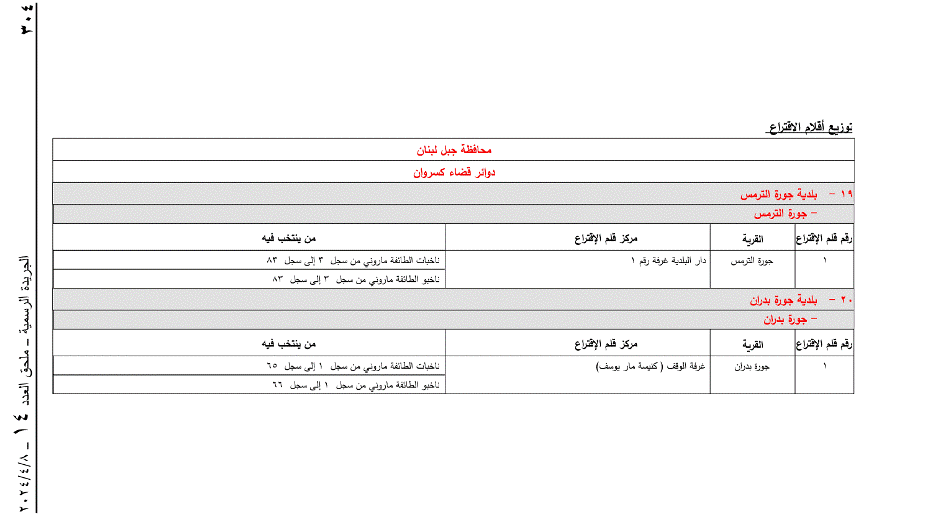 ٣٠٤
الجريدة الرسمية – ملحق العدد ١٤ – ٢٠٢٤/٤/٨
توزيع أقلام الاقتراع
محافظة جبل لبنان
دوائر قضاء كسروان
١٩ - بلدية جورة الترمس
- جورة الترمس
رقم قلم الإقتراع القرية مركز قلم الإقتراع من ينتخب فيه
١ جورة الترمس دار البلدية غرفة رقم ١ ناخبات الطائفة ماروني من سجل ٣ إلى سجل ٨٣
ناخبو الطائفة ماروني من سجل ٣ إلى سجل ٨٣
٢٠ - بلدية جورة بدران
- جورة بدران
رقم قلم الإقتراع القرية مركز قلم الإقتراع من ينتخب فيه
١ جورة بدران غرفة الوقف ( كنيسة مار يوسف) ناخبات الطائفة ماروني من سجل ١ إلى سجل ٦٥
ناخبو الطائفة ماروني من سجل ١ إلى سجل ٦٦